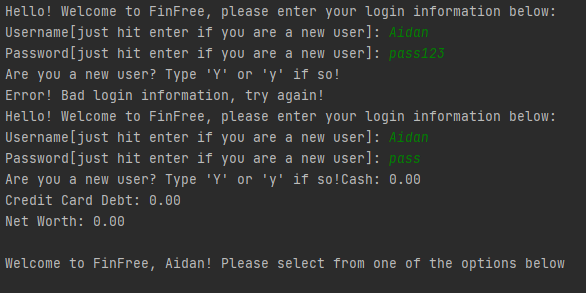 Hello! Welcome to FinFree, please enter your login information below:
Username[just hit enter if you are a new user]: Aidan
Password[just hit enter if you are a new user]: pass123
Are you a new user? Type 'Y' or 'y' if so!
Error! Bad login information, try again!
Hello! Welcome to FinFree, please enter your login information below:
Username[just hit enter if you are a new user]: Aidan
Password[just hit enter if you are a new user]: pass
Are you a new user? Type 'Y' or 'y' if so!Cash: 0.00
Credit Card Debt: 0.00
Net Worth: 0.00
Welcome to FinFree, Aidan! Please select from one of the options below